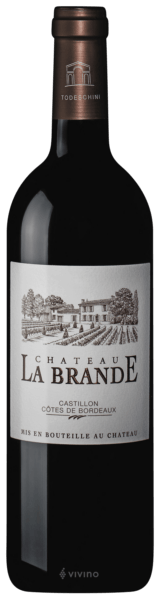 TODESCHINI
CHATEAU
LA BRANDE
CASTILLON
CÔTES DE BORDEAUX
MIS EN BOUTEILLE AU CHATEAU
vivino